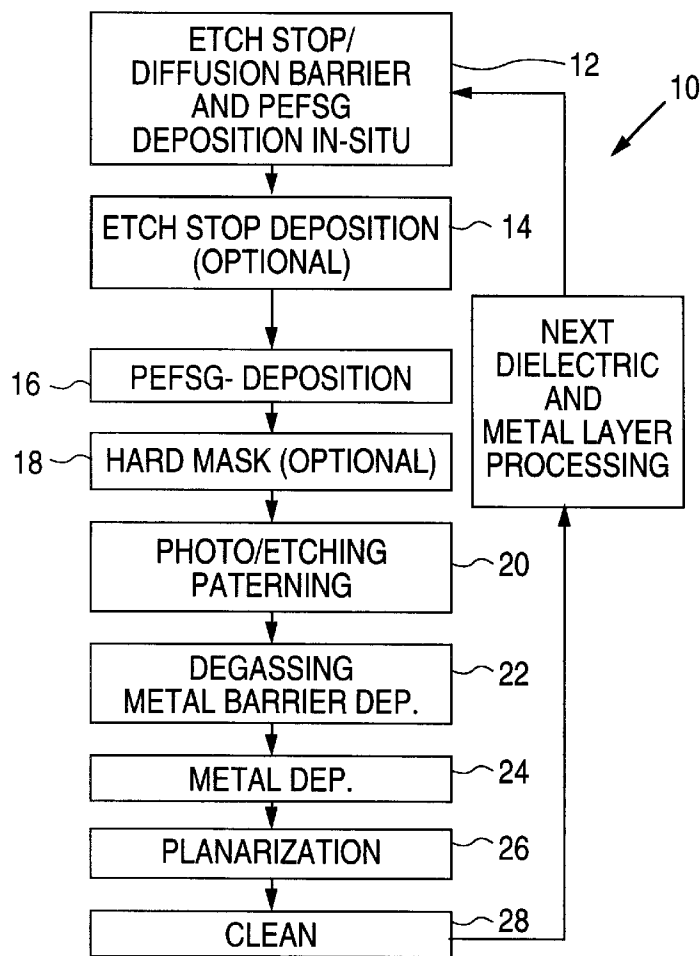 ETCH STOP/
DIFFUSION BARRIER
AND PEFSG
DEPOSITION IN-SITU
12
10
ETCH STOP DEPOSITION
(OPTIONAL)
14
NEXT
DIELECTRIC
AND
METAL LAYER
PROCESSING
16
PEFSG- DEPOSITION
18
HARD MASK (OPTIONAL)
PHOTO/ETCHING
PATERNING
20
DEGASSING
METAL BARRIER DEP.
22
METAL DEP.
24
PLANARIZATION
26
CLEAN
28